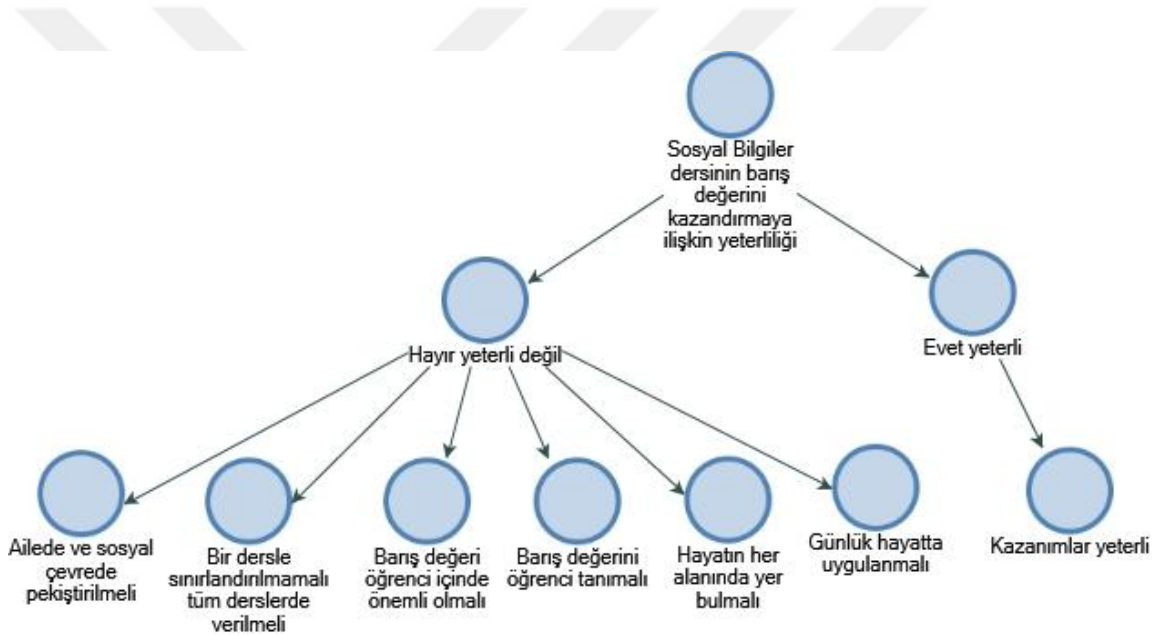 Sosyal Bilgiler
dersinin barış
değerini
kazandırmaya
ilişkin yeterliliği
Hayır yeterli değil
Evet yeterli
Ailede ve sosyal
çevrede
pekiştirilmeli
Bir dersle
sınırlandırılmamalı
tüm derslerde
verilmeli
Barış değeri
öğrenci içinde
önemli olmalı
Barış değerini
öğrenci tanımalı
Hayatın her
alanında yer
bulmalı
Günlük hayatta
uygulanmalı
Kazanımlar yeterli